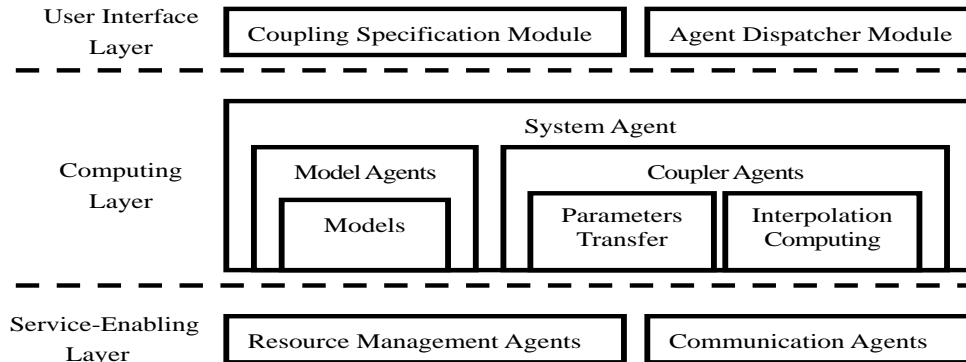 User Interface
Layer
Coupling Specification Module
Agent Dispatcher Module
System Agent
Computing
Layer
Model Agents
Coupler Agents
Models
Parameters
Transfer
Interpolation
Computing
Service-Enabling
Layer
Resource Management Agents
Communication Agents